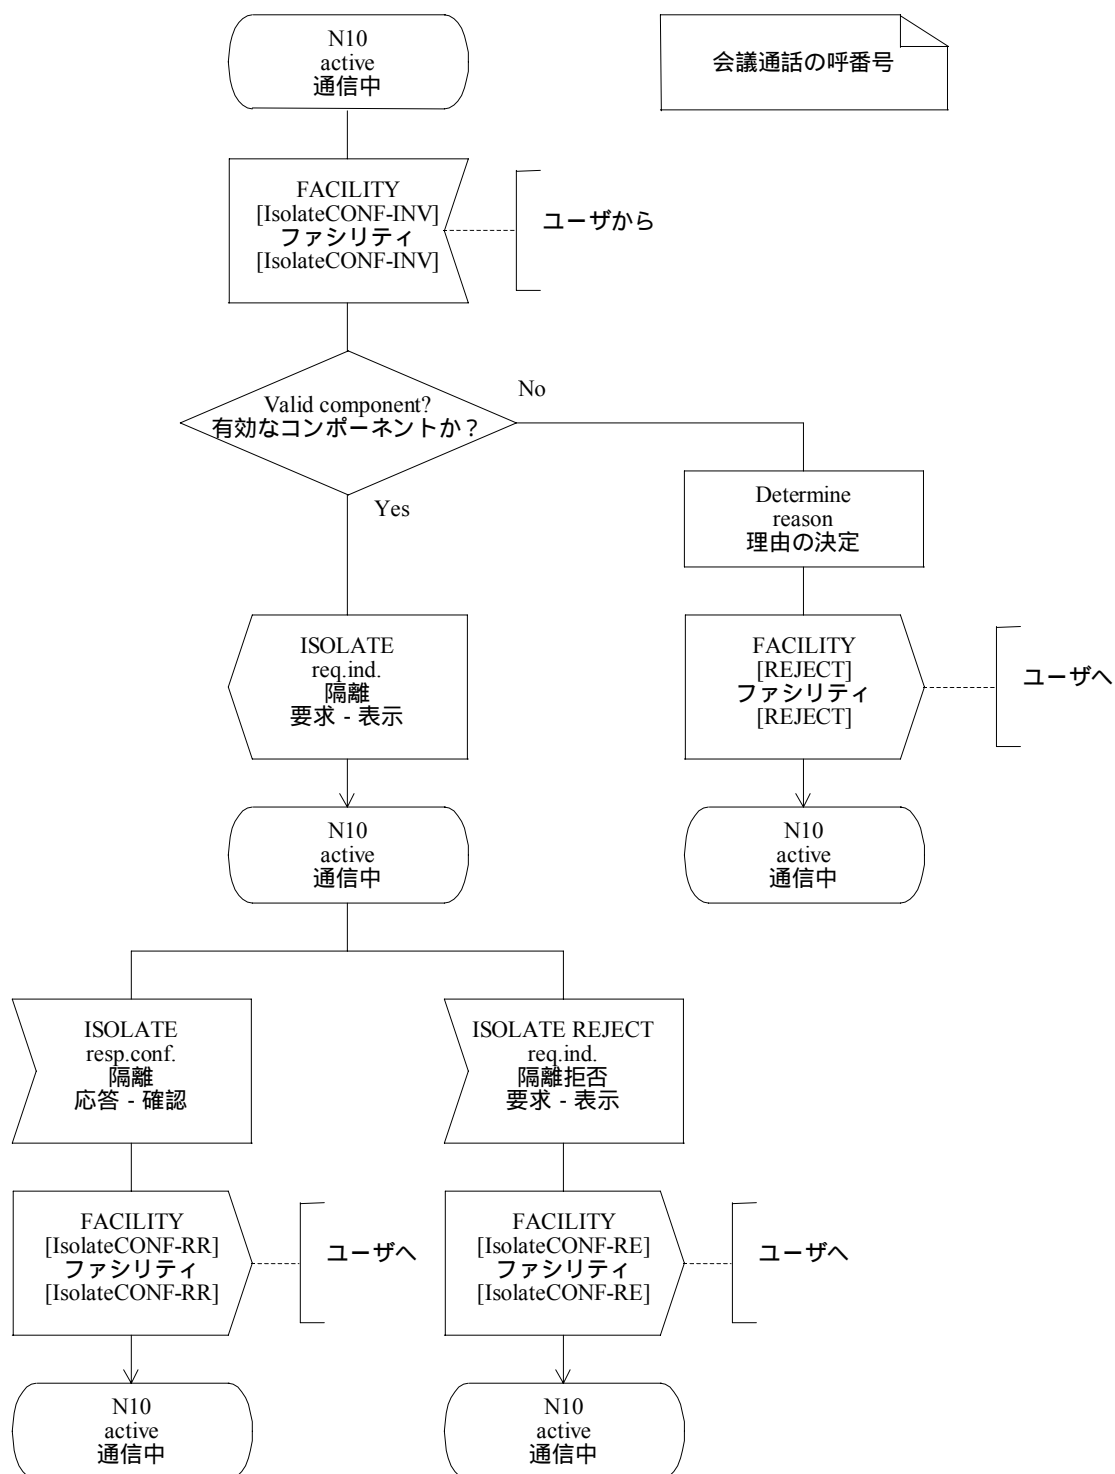 N10
active
通信中
会議通話の呼番号
FACILITY
[IsolateCONF-INV]
ファシリティ
[IsolateCONF-INV]
ユーザから
Valid component?
有効なコンポーネントか？
No
Yes
Determine
reason
理由の決定
ISOLATE
req.ind.
隔離
要求 - 表示
FACILITY
[REJECT]
ファシリティ
[REJECT]
ユーザへ
N10
active
通信中
N10
active
通信中
ISOLATE
resp.conf.
隔離
応答 - 確認
ISOLATE REJECT
req.ind.
隔離拒否
要求 - 表示
FACILITY
[IsolateCONF-RR]
ファシリティ
[IsolateCONF-RR]
ユーザへ
FACILITY
[IsolateCONF-RE]
ファシリティ
[IsolateCONF-RE]
ユーザへ
N10
active
通信中
N10
active
通信中